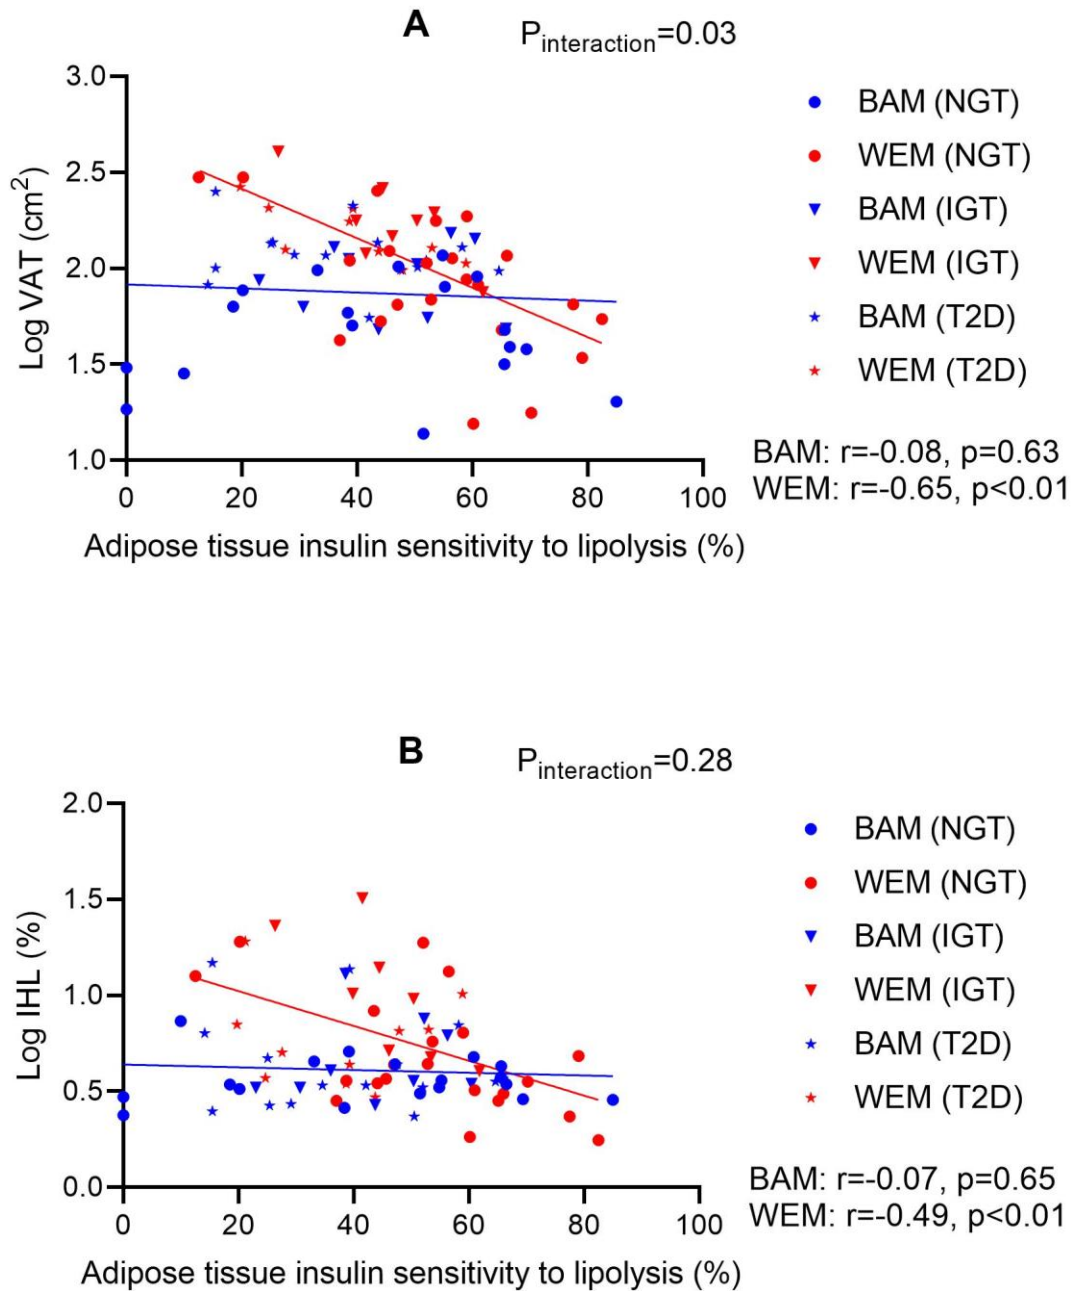 A
Pinteraction=0.03
3.0
2.5
2.0
1.5
1.0
Log VAT (cm2)
0 20 40 60 80 100
Adipose tissue insulin sensitivity to lipolysis (%)
BAM (NGT)
WEM (NGT)
BAM (IGT)
WEM (IGT)
BAM (T2D)
WEM (T2D)
BAM: r=-0.08, p=0.63
WEM: r=-0.65, p<0.01
B
Pinteraction=0.28
2.0
1.5
1.0
0.5
0.0
Log IHL (%)
0 20 40 60 80 100
Adipose tissue insulin sensitivity to lipolysis (%)
BAM (NGT)
WEM (NGT)
BAM (IGT)
WEM (IGT)
BAM (T2D)
WEM (T2D)
BAM: r=-0.07, p=0.65
WEM: r=-0.49, p<0.01